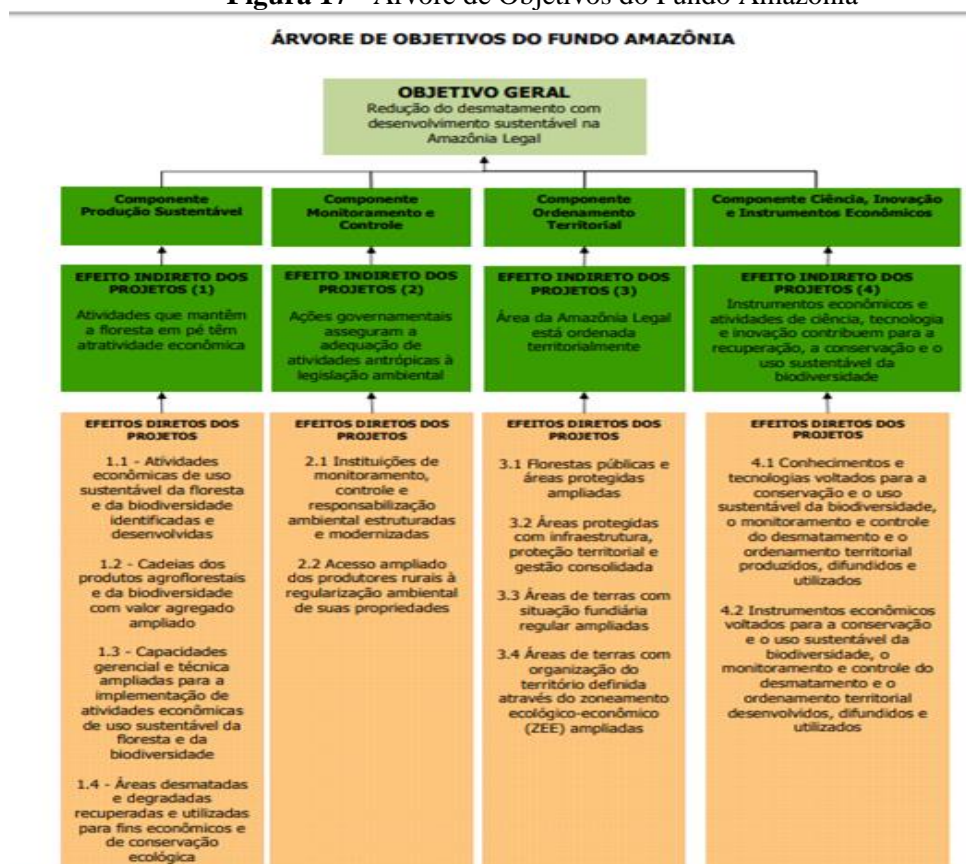 Figura 17 - Árvore de Objetivos do Fundo Amazônia
ÁRVORE DE OBJETIVOS DO FUNDO AMAZÔNIA
OBJETIVO GERAL
Redução do desmatamento com
desenvolvimento sustentável na
Amazônia Legal
Componente
Produção Sustentável
Componente
Monitoramento e
Controle
Componente
Ordenamento
Territorial
Componente Ciência, Inovação
e Instrumentos Econômicos
EFEITO INDIRETO DOS
PROJETOS (1)
Atividades que mantêm
a floresta em pé têm
atratividade econômica
EFEITO INDIRETO DOS
PROJETOS (2)
Ações governamentais
asseguram a
adequação de
atividades antrópicas à
legislação ambiental
EFEITO INDIRETO DOS
PROJETOS (3)
Área da Amazônia Legal
está ordenada
territorialmente
EFEITO INDIRETO DOS
PROJETOS (4)
Instrumentos econômicos e
atividades de ciência, tecnologia
e inovação contribuem para a
recuperação, a conservação e o
uso sustentável da
biodiversidade
EFEITOS DIRETOS DOS
PROJETOS
1.1 - Atividades
econômicas de uso
sustentável da floresta
e da biodiversidade
identificadas e
desenvolvidas
1.2 - Cadeias dos
produtos agroflorestais
e da biodiversidade
com valor agregado
ampliado
1.3 - Capacidades
gerencial e técnica
ampliadas para a
implementação de
atividades econômicas
de uso sustentável da
floresta e da
biodiversidade
1.4 - Áreas desmatadas
e degradadas
recuperadas e utilizadas
para fins econômicos e
de conservação
ecológica
EFEITOS DIRETOS DOS
PROJETOS
2.1 Instituições de
monitoramento,
controle e
responsabilização
ambiental estruturadas
e modernizadas
2.2 Acesso ampliado
dos produtores rurais à
regularização ambiental
de suas propriedades
EFEITOS DIRETOS DOS
PROJETOS
3.1 Florestas públicas e
áreas protegidas
ampliadas
3.2 Áreas protegidas
com infraestrutura,
proteção territorial e
gestão consolidada
3.3 Áreas de terras com
situação fundiária
regular ampliadas
3.4 Áreas de terras com
organização do
território definida
através do zoneamento
ecológico-econômico
(ZEE) ampliadas
EFEITOS DIRETOS DOS
PROJETOS
4.1 Conhecimentos e
tecnologias voltados para a
conservação e o uso
sustentável da biodiversidade,
o monitoramento e controle
do desmatamento e o
ordenamento territorial
produzidos, difundidos e
utilizados
4.2 Instrumentos econômicos
voltados para a conservação
e o uso sustentável da
biodiversidade, o
monitoramento e controle do
desmatamento e o
ordenamento territorial
desenvolvidos, difundidos e
utilizados